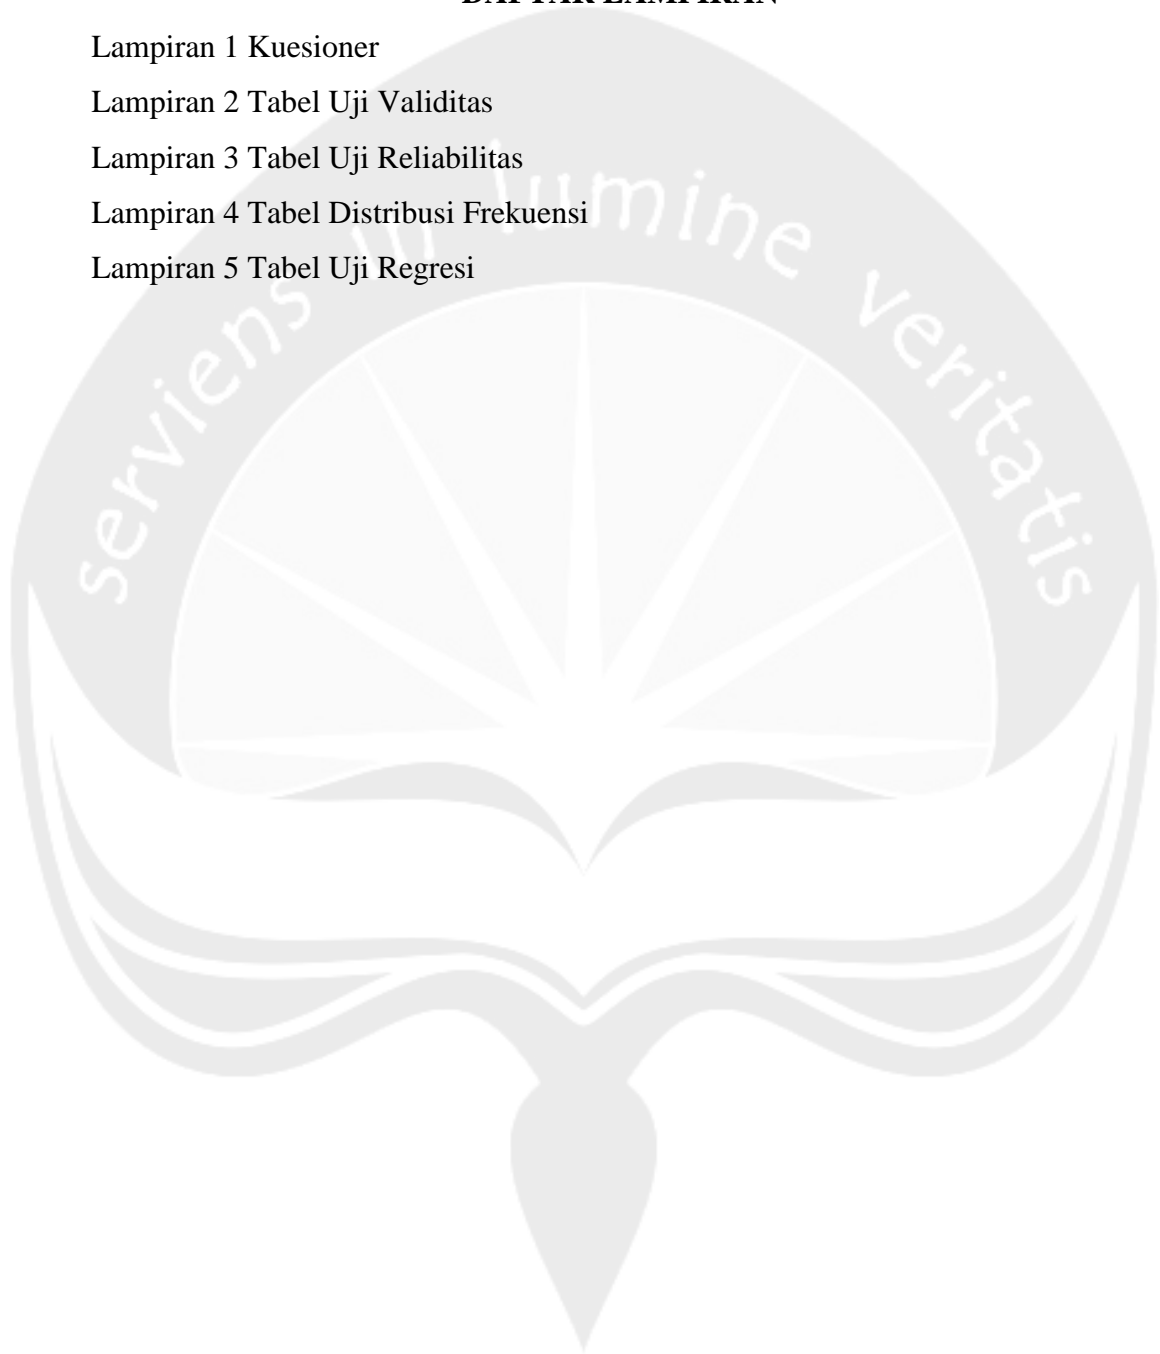 DAFTAR LAMPIRAN
Lampiran 1 Kuesioner
Lampiran 2 Tabel Uji Validitas
Lampiran 3 Tabel Uji Reliabilitas
Lampiran 4 Tabel Distribusi Frekuensi
Lampiran 5 Tabel Uji Regresi
serviens in lumine veritatis